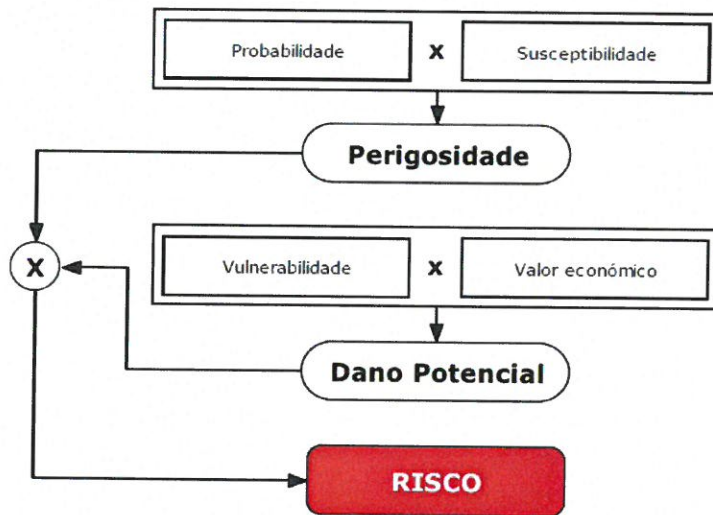 Probabilidade x Susceptibilidade
Perigosidade
X
Vulnerabilidade x Valor económico
Dano Potencial
RISCO